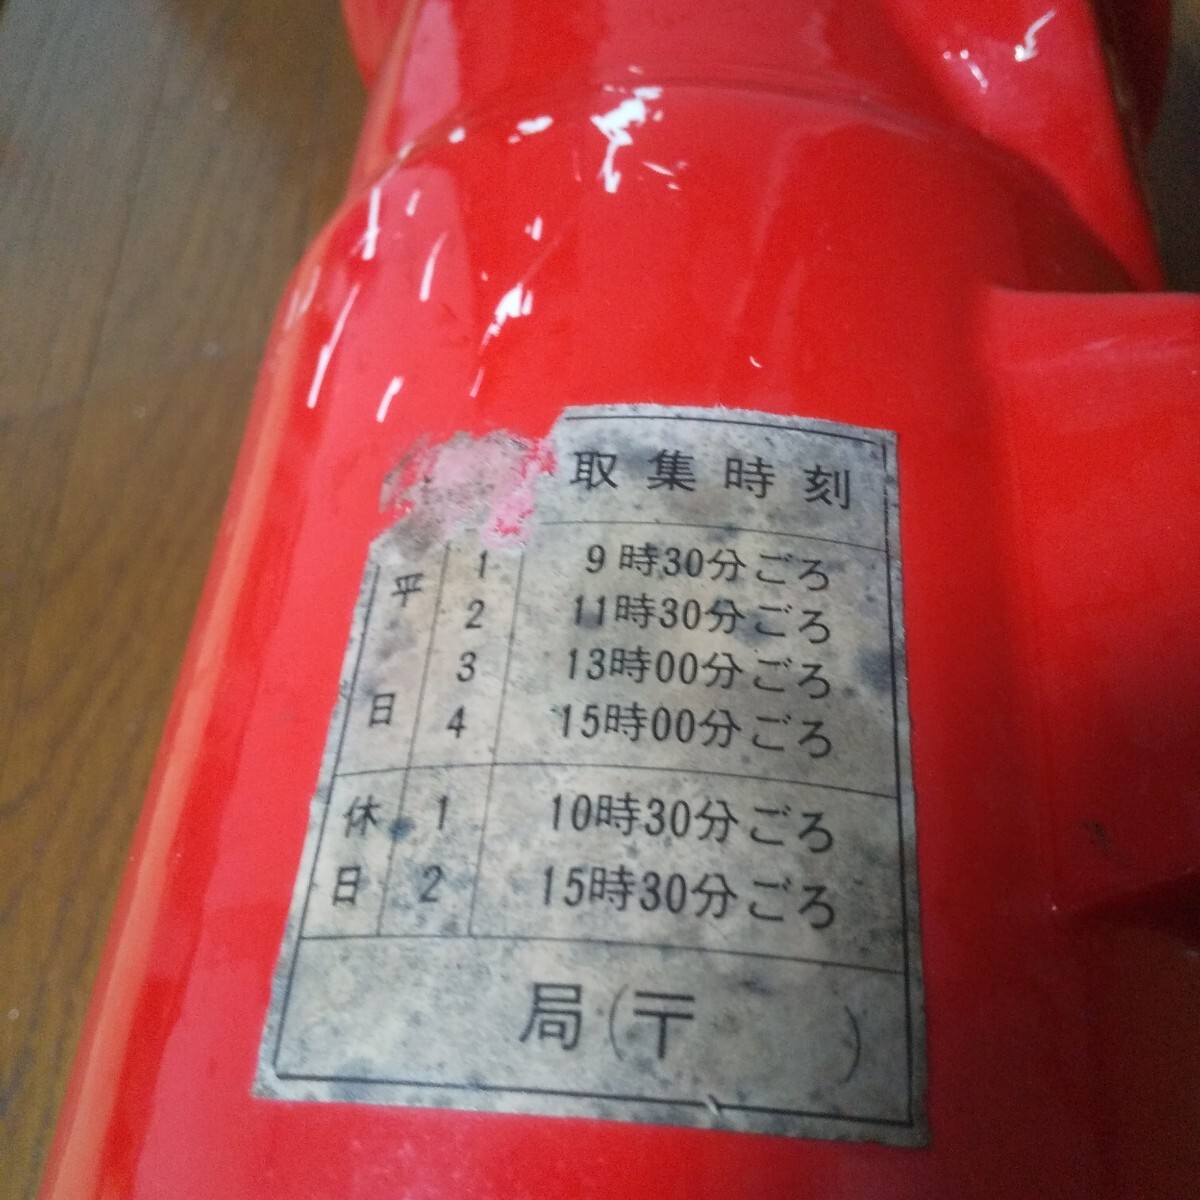 取集時刻
平日 1 9時30分ごろ
2 11時30分ごろ
3 13時00分ごろ
4 15時00分ごろ
休日 1 10時30分ごろ
2 15時30分ごろ
局(〒 )